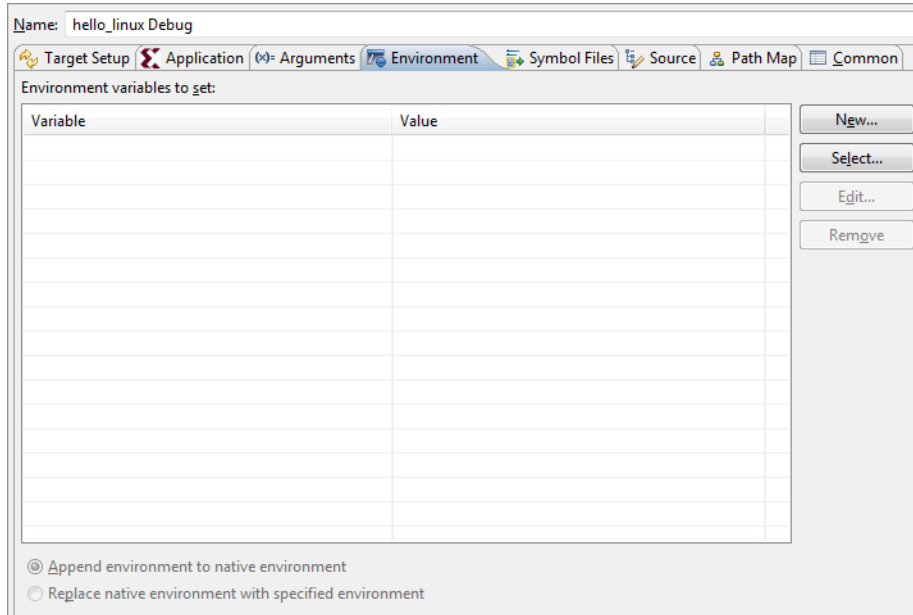 Name: hello_linux Debug
Target Setup Application (x)= Arguments Environment Symbol Files Source Path Map Common
Environment variables to set:
Variable Value
New...
Select...
Edit...
Remove
Append environment to native environment
Replace native environment with specified environment